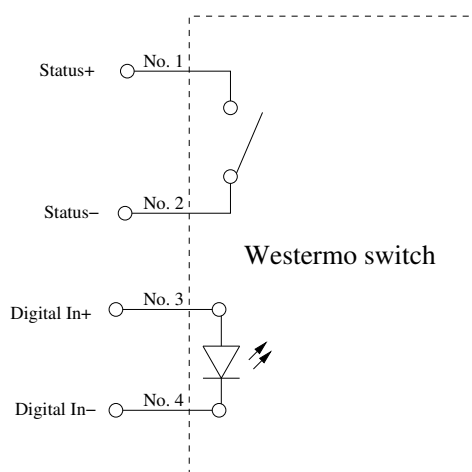 No. 1
Status+
No. 2
Status−
Westermo switch
No. 3
Digital In+
No. 4
Digital In−